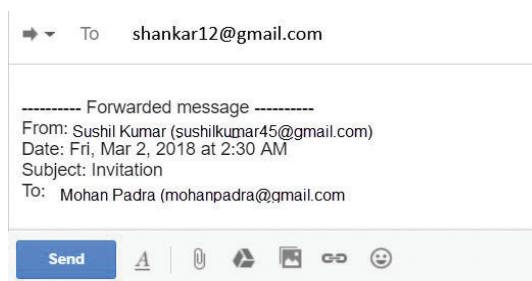 To shankar12@gmail.com
---------- Forwarded message ----------
From: Sushil Kumar (sushilkumar45@gmail.com)
Date: Fri, Mar 2, 2018 at 2:30 AM
Subject: Invitation
To: Mohan Padra (mohanpadra@gmail.com
Send A